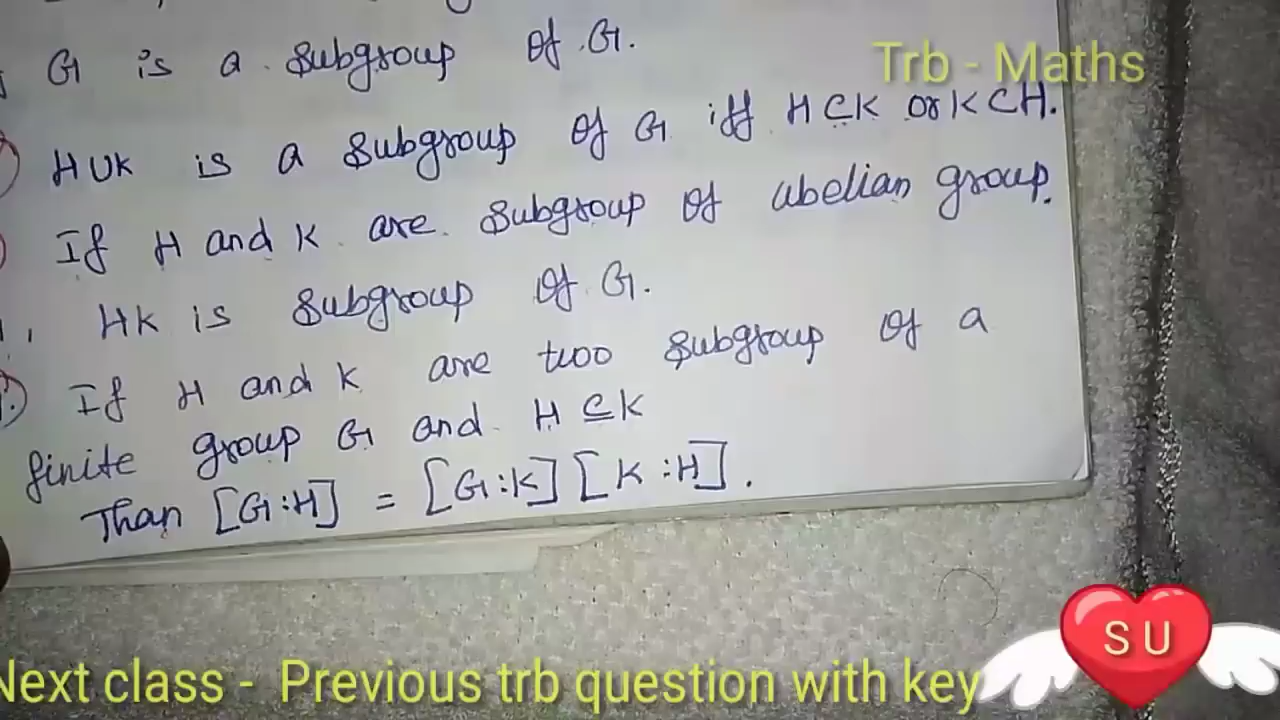 G is a subgroup of G.
Trb - Maths
HUK is a subgroup of G iff H ⊆ K or K ⊂ H.
If H and K are subgroup of abelian group.
HK is subgroup of G.
If H and K are two subgroup of a
finite group G and H ⊆ K
Than [G:H] = [G:K] [K:H].
S U
Next class - Previous trb question with key